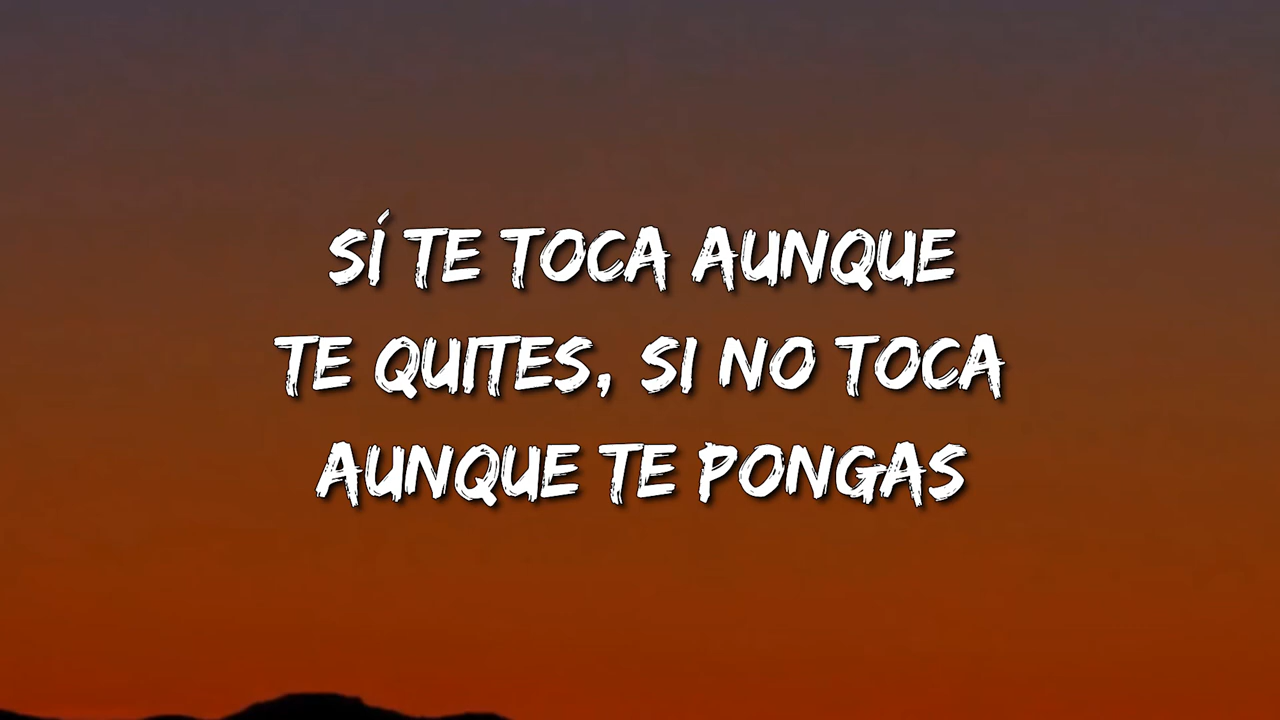 SÍ TE TOCA AUNQUE
TE QUITES, SI NO TOCA
AUNQUE TE PONGAS